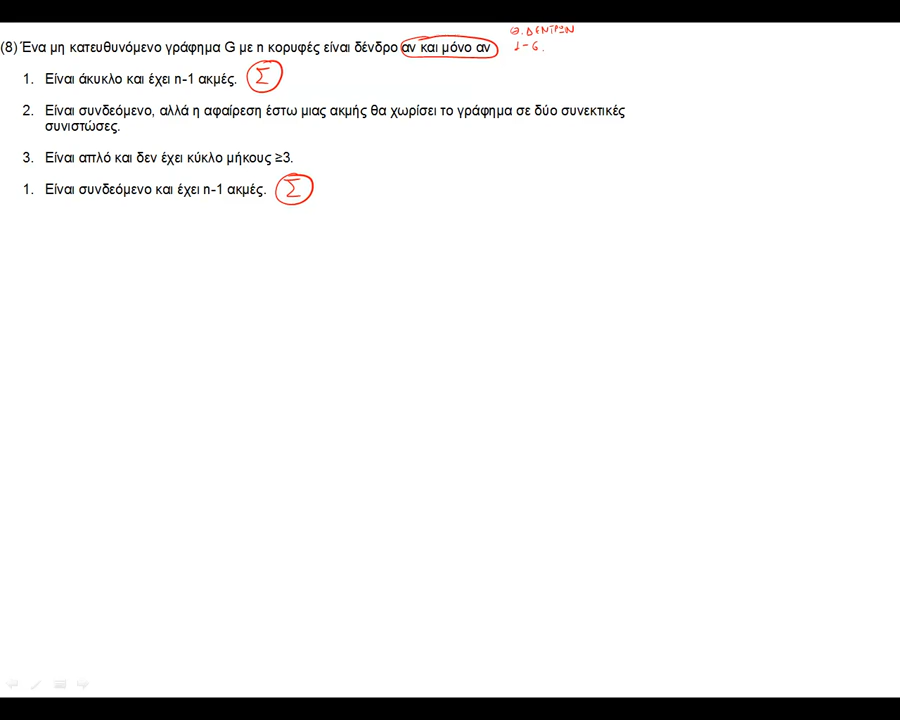 Θ. ΔΕΝΤΡΩΝ
(8) Ένα μη κατευθυνόμενο γράφημα G με n κορυφές είναι δένδρο αν και μόνο αν 1-6.
1. Είναι άκυκλο και έχει n-1 ακμές. Σ
2. Είναι συνδεόμενο, αλλά η αφαίρεση έστω μιας ακμής θα χωρίσει το γράφημα σε δύο συνεκτικές
συνιστώσες.
3. Είναι απλό και δεν έχει κύκλο μήκους ≥3.
1. Είναι συνδεόμενο και έχει n-1 ακμές. Σ